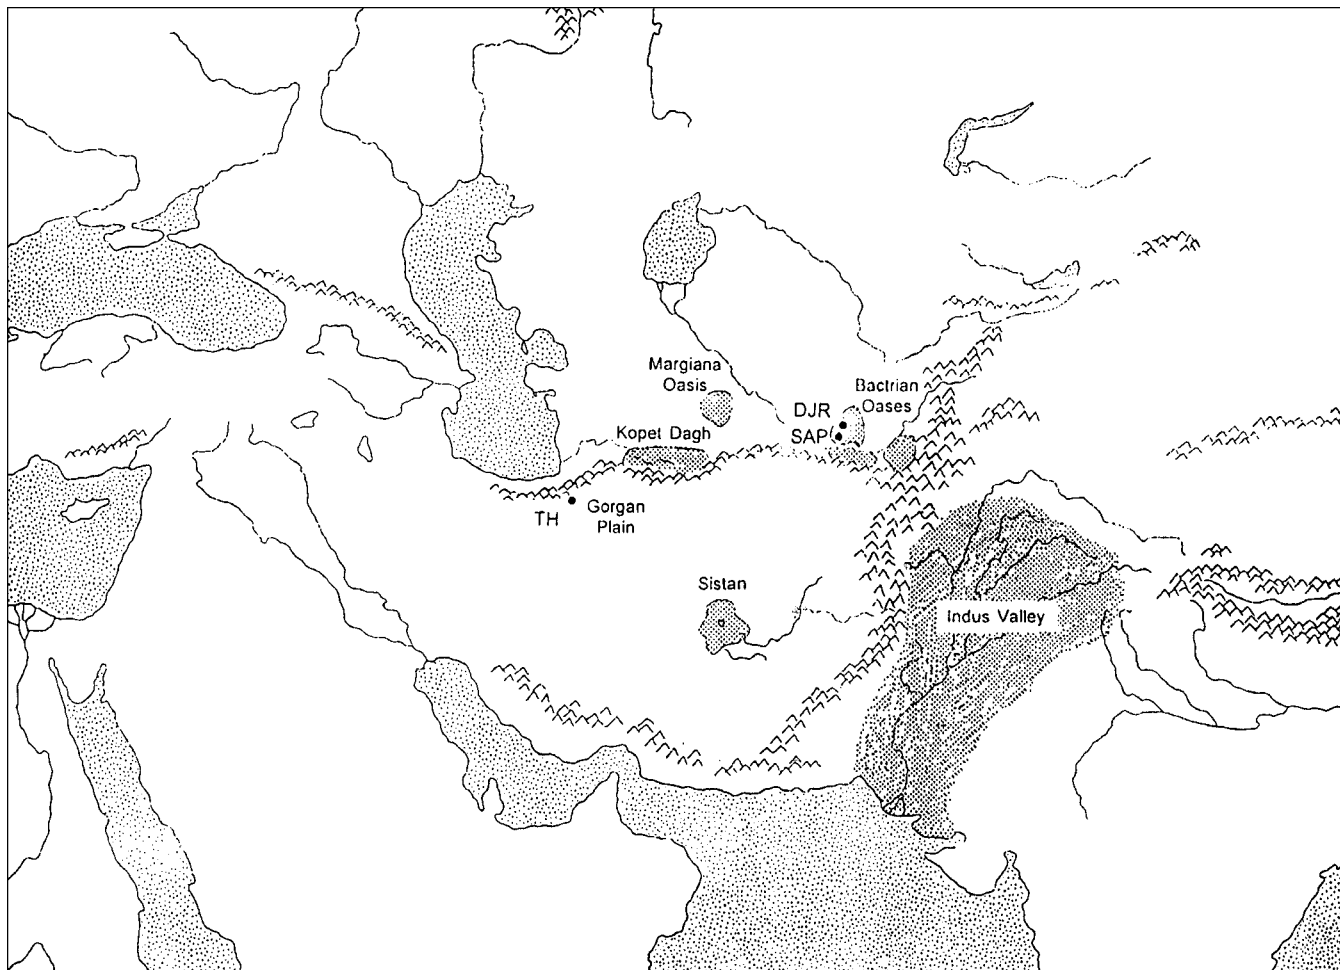 Margiana
Oasis
Bactrian
Oases
DJR
SAP
Kopet Dagh
TH
Gorgan
Plain
Sistan
Indus Valley